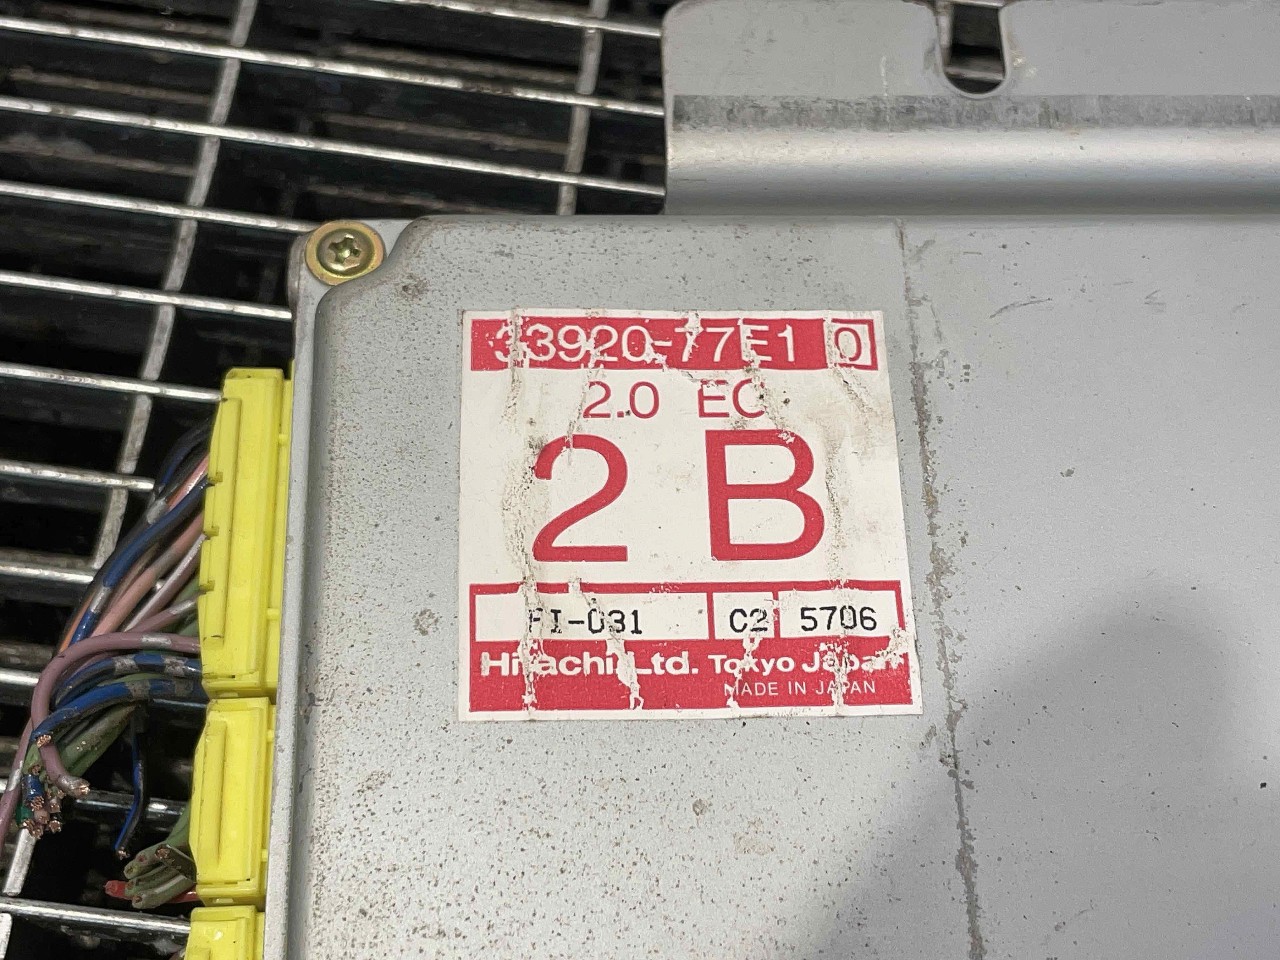 33920-77E1 0
2.0 EC
2 B
FI-031 C2 5706
Hitachi, Ltd. Tokyo Japan
MADE IN JAPAN